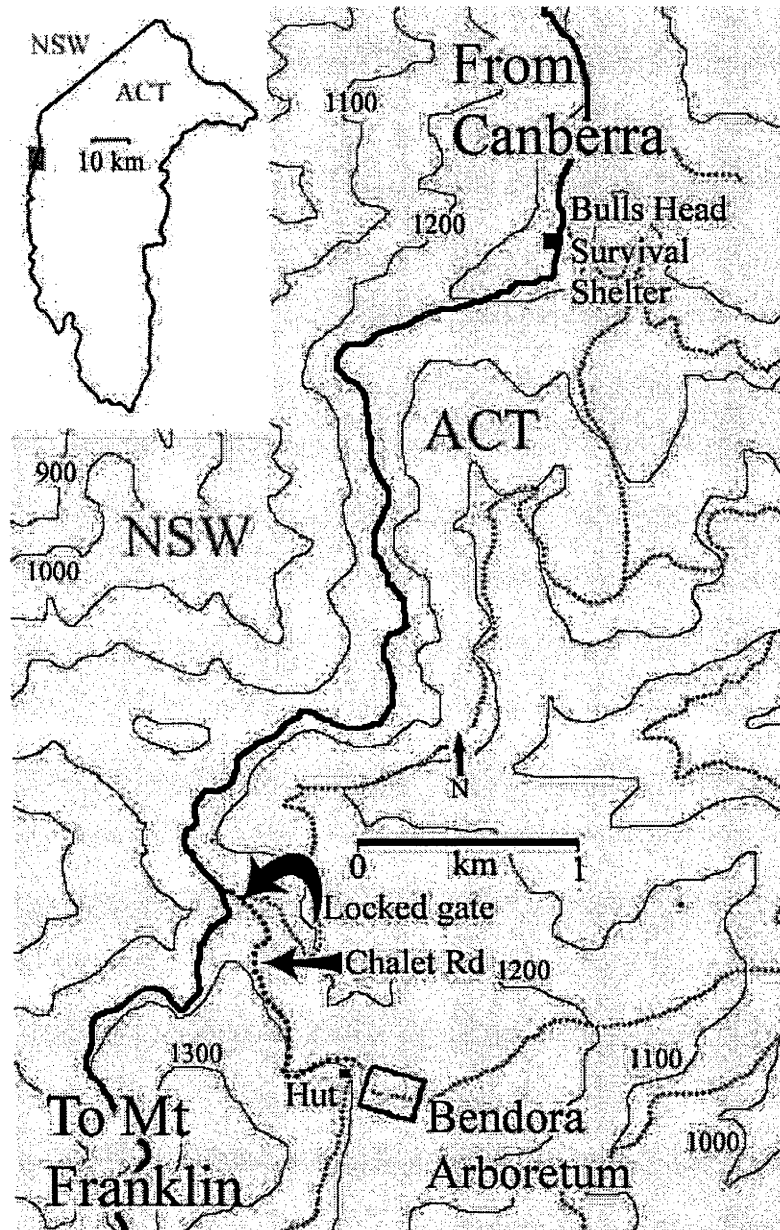 NSW
ACT
10 km
1100
From
Canberra
1200
Bulls Head
Survival
Shelter
ACT
900
NSW
1000
N
0 1
km
Locked gate
Chalet Rd
1200
1300
1100
Hut
To Mt
Franklin
Bendora
Arboretum
1000